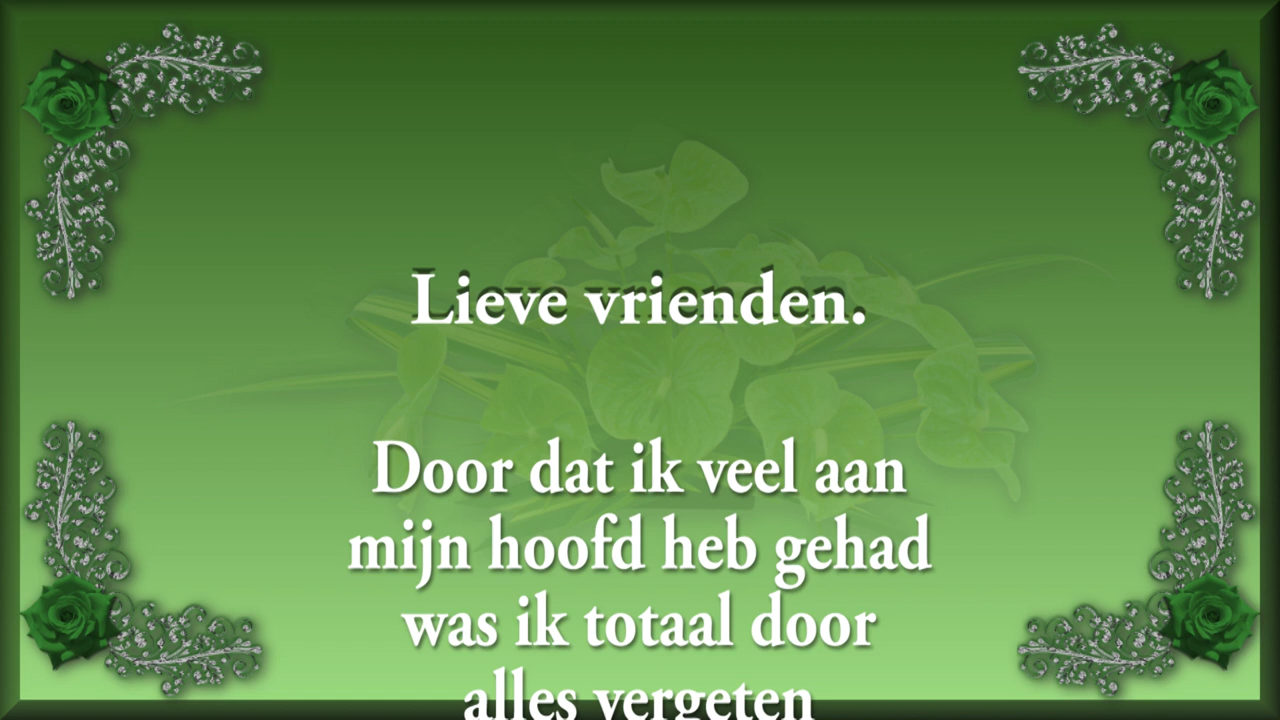 Lieve vrienden.
Door dat ik veel aan
mijn hoofd heb gehad
was ik totaal door
alles vergeten